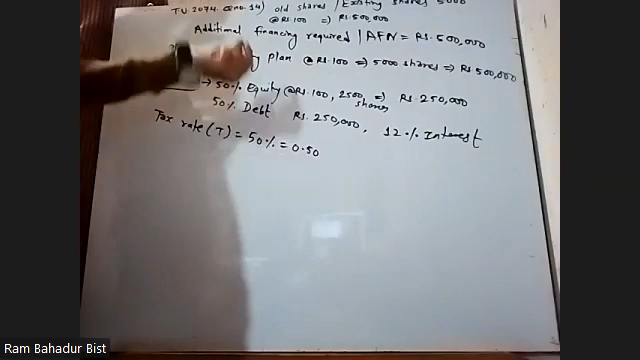 TU 2074. Q no. 14) old shares / Existing shares 5000
@ Rs. 100 => Rs. 500,000
Additional financing required / AFN = Rs. 500,000
plan @ Rs. 100 => 5000 shares => Rs. 500,000
→ 50% Equity @ Rs. 100, 2500 shares => Rs. 250,000
50% Debt Rs. 250,000, 12% Interest
Tax rate (T) = 50% = 0.50
Ram Bahadur Bist